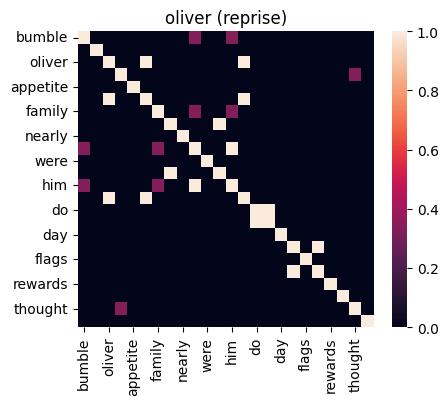 oliver (reprise)
bumble
oliver
appetite
family
nearly
were
him
do
day
flags
rewards
thought
1.0
0.8
0.6
0.4
0.2
0.0
bumble
oliver
appetite
family
nearly
were
him
do
day
flags
rewards
thought